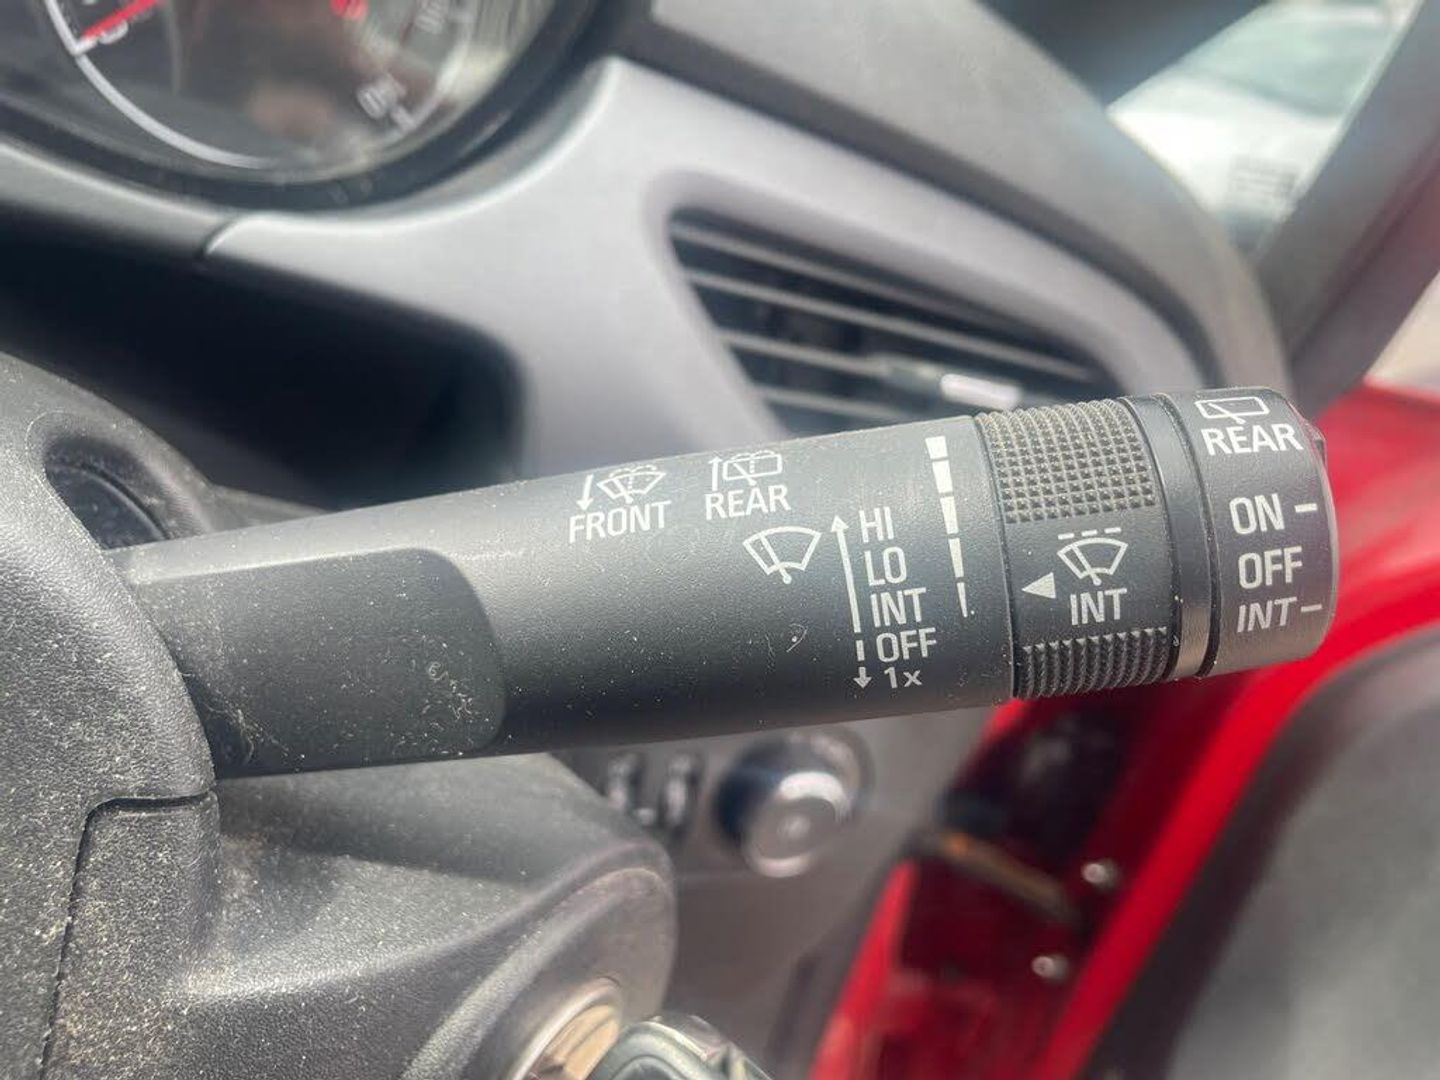 FRONT
REAR
HI
LO
INT
OFF
1x
INT
REAR
ON
OFF
INT